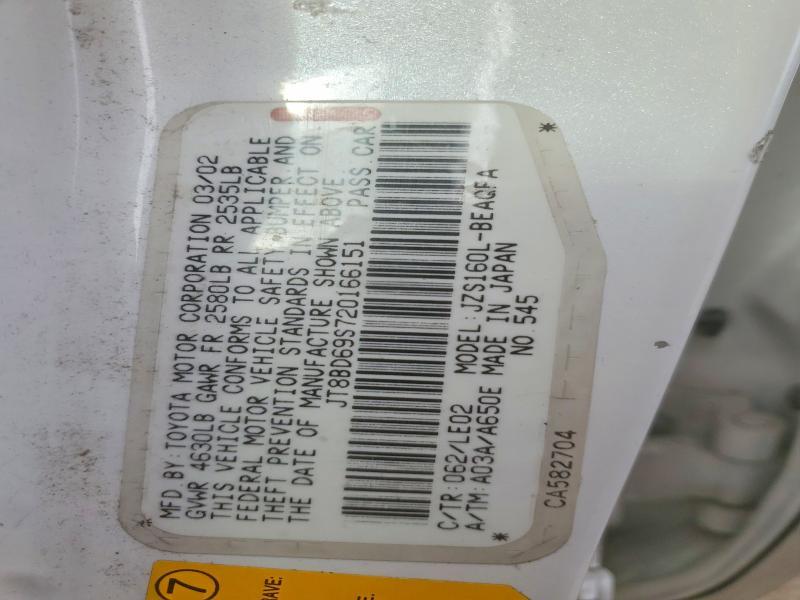 MFD BY: TOYOTA MOTOR CORPORATION 03/02
GVWR 4630LB GAWR FR 2580LB RR 2535LB
THIS VEHICLE CONFORMS TO ALL APPLICABLE
FEDERAL MOTOR VEHICLE SAFETY, BUMPER AND
THEFT PREVENTION STANDARDS IN EFFECT ON
THE DATE OF MANUFACTURE SHOWN ABOVE.
JT8BD69S720166151 PASS CAR
C/TR:062/LE02 MODEL:JZS160L-BEAQFA
A/TM:A03A/A650E MADE IN JAPAN
NO.545
CA582704
7